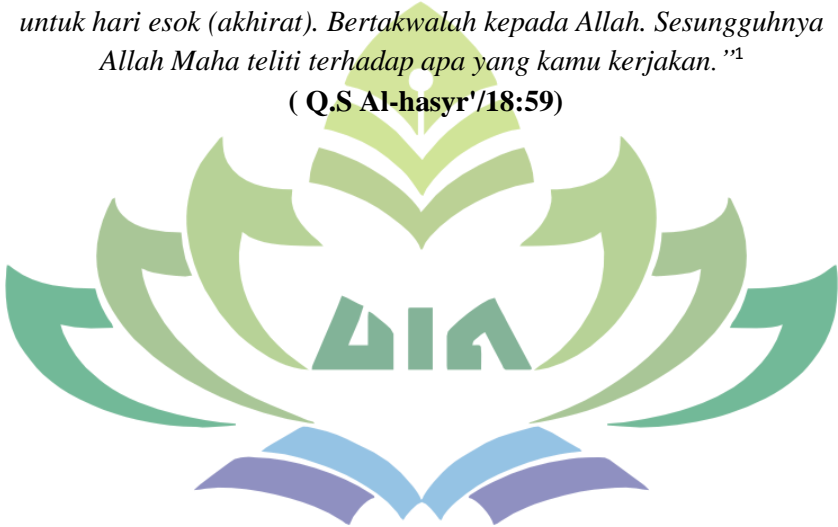 untuk hari esok (akhirat). Bertakwalah kepada Allah. Sesungguhnya
Allah Maha teliti terhadap apa yang kamu kerjakan.”1
( Q.S Al-hasyr'/18:59)
UIN